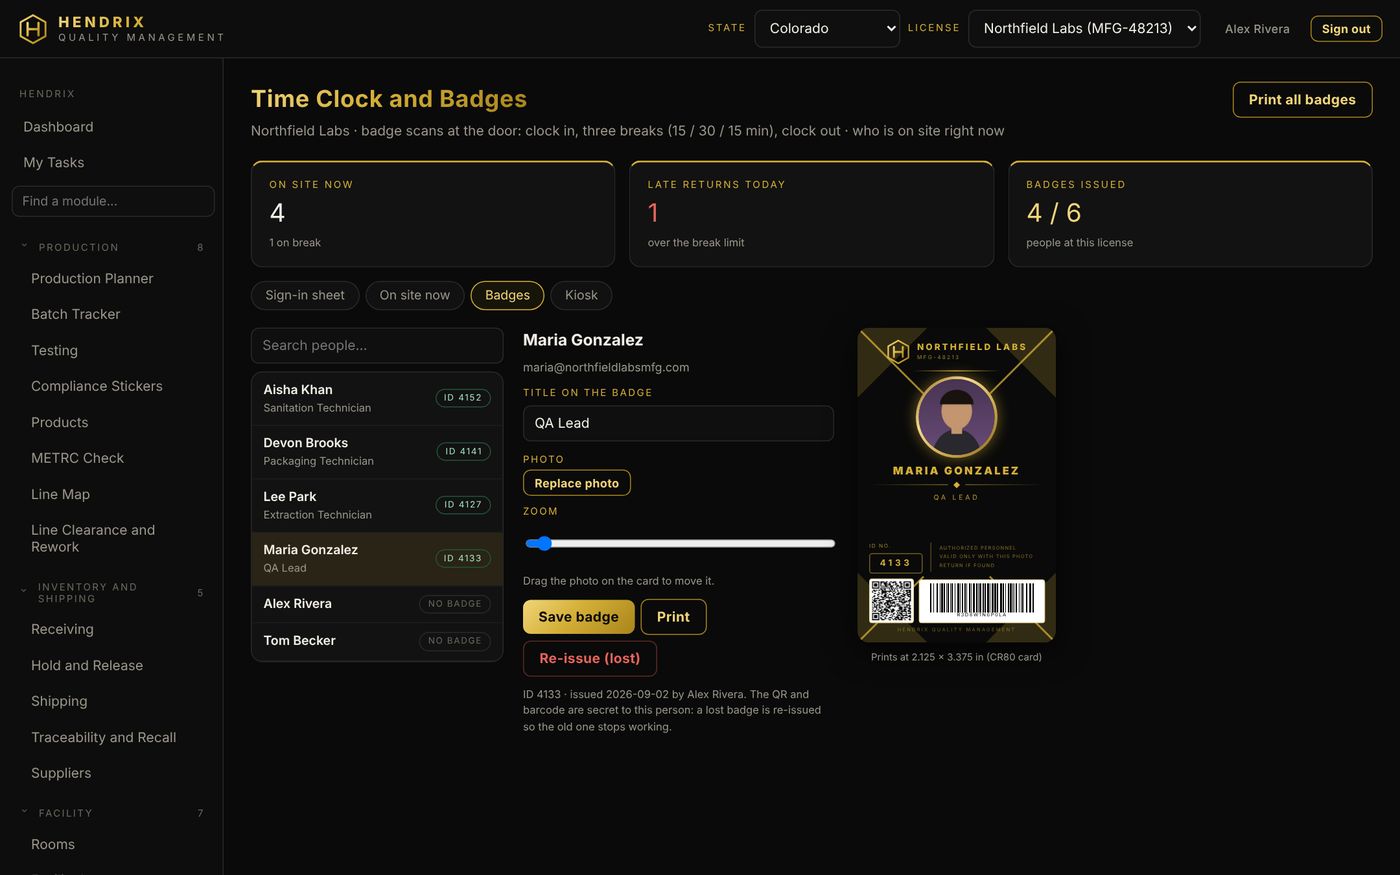 HENDRIX
QUALITY MANAGEMENT
STATE
Colorado
LICENSE
Northfield Labs (MFG-48213)
Alex Rivera
Sign out
HENDRIX
Dashboard
My Tasks
Find a module...
PRODUCTION 8
Production Planner
Batch Tracker
Testing
Compliance Stickers
Products
METRC Check
Line Map
Line Clearance and
Rework
INVENTORY AND
SHIPPING 5
Receiving
Hold and Release
Shipping
Traceability and Recall
Suppliers
FACILITY 7
Rooms
Time Clock and Badges
Print all badges
Northfield Labs · badge scans at the door: clock in, three breaks (15 / 30 / 15 min), clock out · who is on site right now
ON SITE NOW
4
1 on break
LATE RETURNS TODAY
1
over the break limit
BADGES ISSUED
4 / 6
people at this license
Sign-in sheet
On site now
Badges
Kiosk
Search people...
Aisha Khan
Sanitation Technician
ID 4152
Devon Brooks
Packaging Technician
ID 4141
Lee Park
Extraction Technician
ID 4127
Maria Gonzalez
QA Lead
ID 4133
Alex Rivera
NO BADGE
Tom Becker
NO BADGE
Maria Gonzalez
maria@northfieldlabsmfg.com
TITLE ON THE BADGE
QA Lead
PHOTO
Replace photo
ZOOM
Drag the photo on the card to move it.
Save badge
Print
Re-issue (lost)
ID 4133 · issued 2026-09-02 by Alex Rivera. The QR and
barcode are secret to this person: a lost badge is re-issued
so the old one stops working.
NORTHFIELD LABS
MFG-48213
MARIA GONZALEZ
QA LEAD
ID NO.
4133
AUTHORIZED PERSONNEL
VALID ONLY WITH THIS PHOTO
RETURN IF FOUND
HENDRIX QUALITY MANAGEMENT
Prints at 2.125 × 3.375 in (CR80 card)